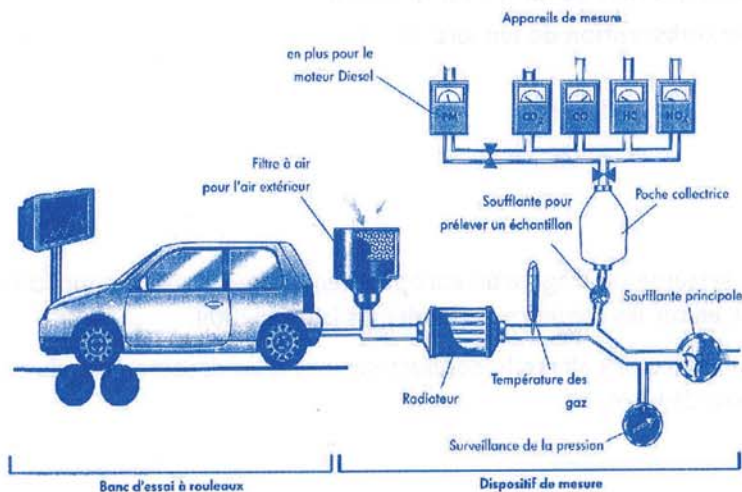 Appareils de mesure
en plus pour le
moteur Diesel
PM
CO₂
CO
HC
NOₓ
Filtre à air
pour l'air extérieur
Soufflante pour
prélever un échantillon
Poche collectrice
Soufflante principale
Radiateur
Température des
gaz
Surveillance de la pression
Banc d'essai à rouleaux
Dispositif de mesure